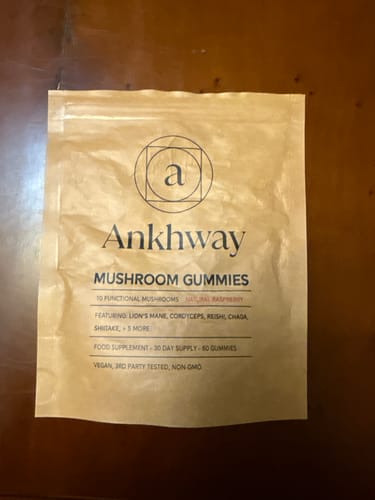 a
Ankhway
MUSHROOM GUMMIES
10 FUNCTIONAL MUSHROOMS NATURAL RASPBERRY
FEATURING: LION'S MANE, CORDYCEPS, REISHI, CHAGA,
SHIITAKE, + 5 MORE.
FOOD SUPPLEMENT - 30 DAY SUPPLY - 60 GUMMIES
VEGAN, 3RD PARTY TESTED, NON-GMO.